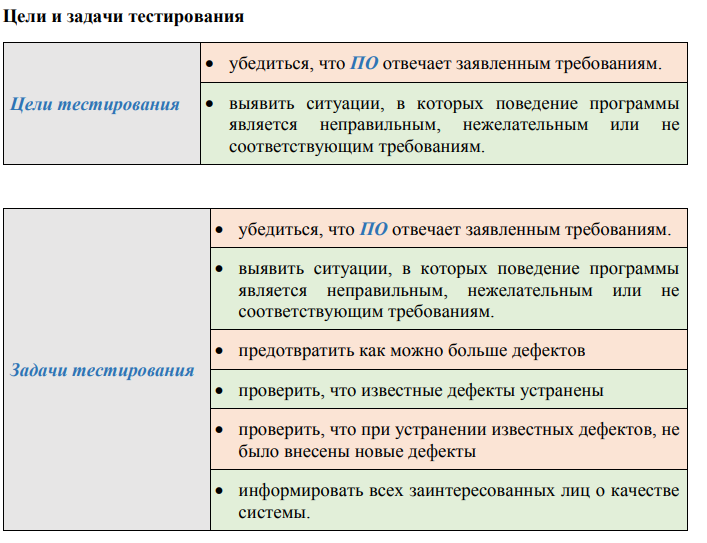 Цели и задачи тестирования
Цели тестирования
• убедиться, что ПО отвечает заявленным требованиям.
• выявить ситуации, в которых поведение программы
является неправильным, нежелательным или не
соответствующим требованиям.
Задачи тестирования
• убедиться, что ПО отвечает заявленным требованиям.
• выявить ситуации, в которых поведение программы
является неправильным, нежелательным или не
соответствующим требованиям.
• предотвратить как можно больше дефектов
• проверить, что известные дефекты устранены
• проверить, что при устранении известных дефектов, не
было внесены новые дефекты
• информировать всех заинтересованных лиц о качестве
системы.